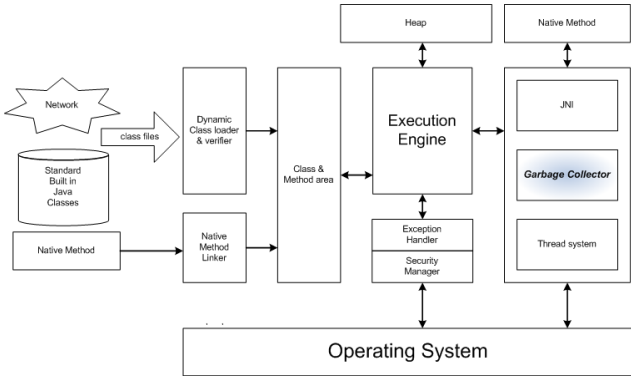 Heap
Native Method
Network
class files
Dynamic
Class loader
& verifier
Execution
Engine
JNI
Standard
Built in
Java
Classes
Class &
Method area
Garbage Collector
Native Method
Native
Method
Linker
Exception
Handler
Security
Manager
Thread system
Operating System